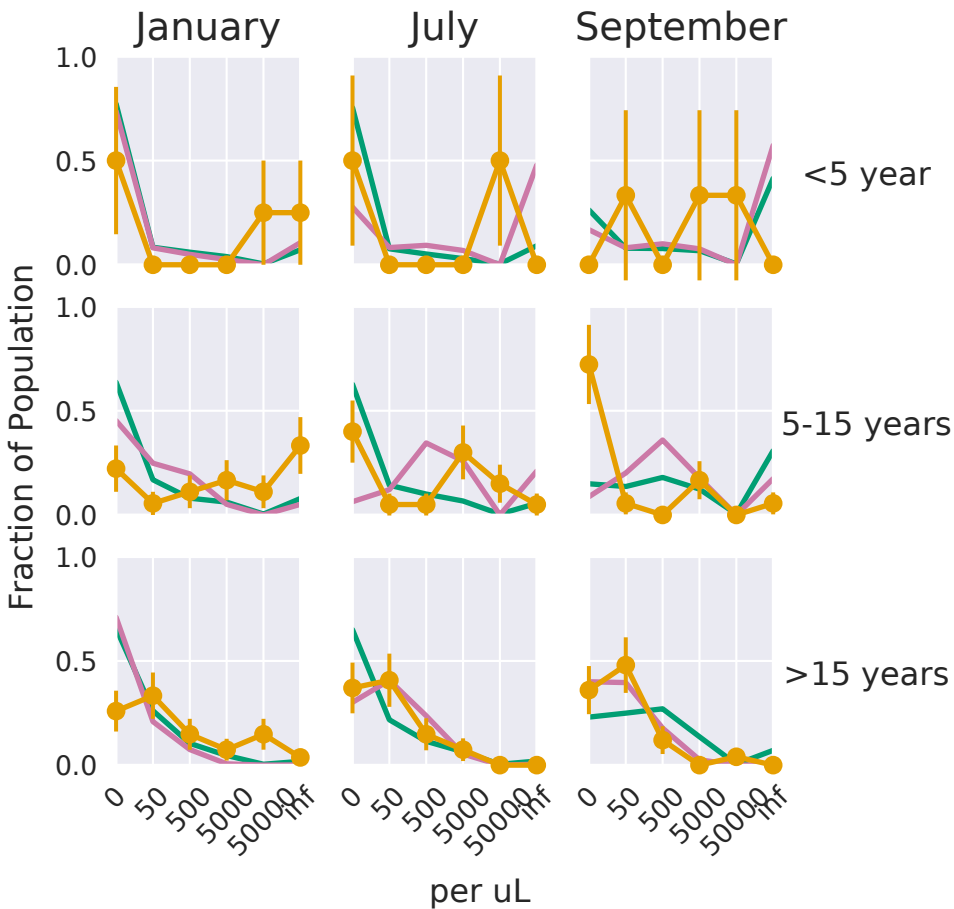 January July September
1.0
0.5
0.0
<5 year
1.0
0.5
0.0
5-15 years
Fraction of Population
1.0
0.5
0.0
>15 years
0 50 500 5000 50000 inf 0 50 500 5000 50000 inf 0 50 500 5000 50000 inf
per uL